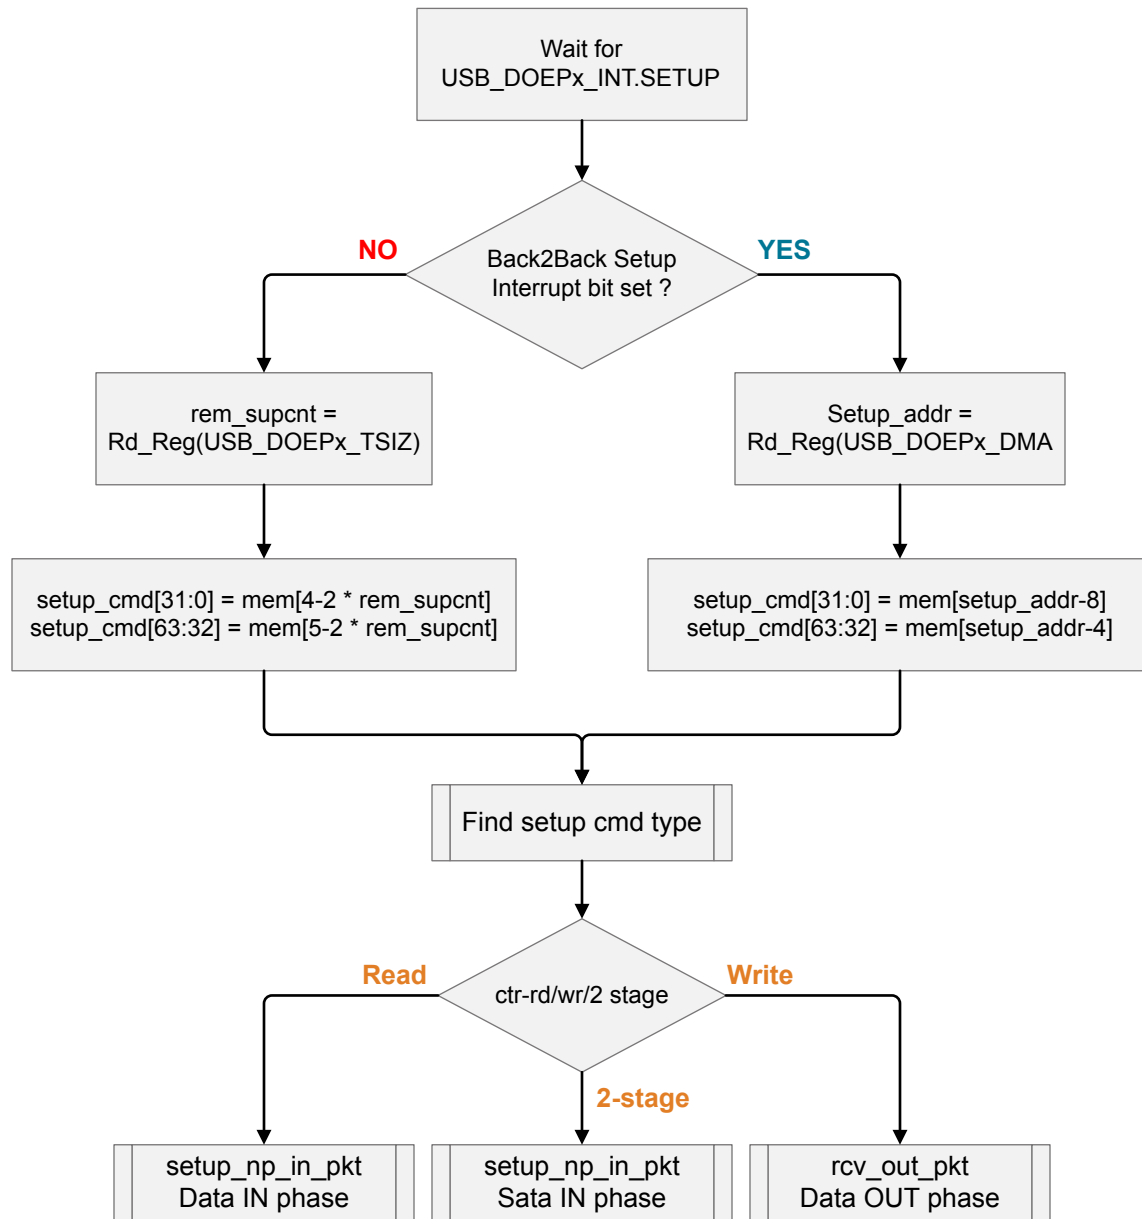 Wait for
USB_DOEPx_INT.SETUP
NO
YES
Back2Back Setup
Interrupt bit set ?
rem_supcnt =
Rd_Reg(USB_DOEPx_TSIZ)
Setup_addr =
Rd_Reg(USB_DOEPx_DMA
setup_cmd[31:0] = mem[4-2 * rem_supcnt]
setup_cmd[63:32] = mem[5-2 * rem_supcnt]
setup_cmd[31:0] = mem[setup_addr-8]
setup_cmd[63:32] = mem[setup_addr-4]
Find setup cmd type
Read
Write
ctr-rd/wr/2 stage
2-stage
setup_np_in_pkt
Data IN phase
setup_np_in_pkt
Sata IN phase
rcv_out_pkt
Data OUT phase